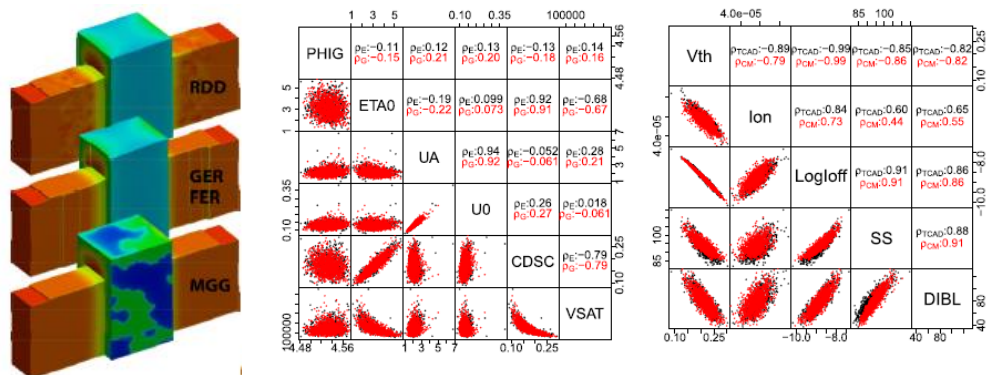 RDD
GER
FER
MGG
1 3 5 0.10 0.30 100000
PHIG ρE:-0.11 ρE:0.12 ρE:0.13 ρE:-0.13 ρE:0.14
ρG:-0.15 ρG:0.21 ρG:0.20 ρG:-0.18 ρG:0.16
4.48 4.56
1 3 5
ETA0 ρE:-0.19 ρE:0.099 ρE:0.92 ρE:-0.68
ρG:-0.22 ρG:0.073 ρG:0.91 ρG:-0.67
UA ρE:0.94 ρE:-0.052 ρE:0.28
ρG:0.92 ρG:-0.061 ρG:0.21
1 3 5 7
0.10 0.35
U0 ρE:0.26 ρE:0.018
ρG:0.27 ρG:-0.061
CDSC ρE:-0.79
ρG:-0.79
0.10 0.25
100000
VSAT
4.48 4.56 1 3 5 7 0.10 0.25
4.0e-05 85 100
Vth ρTCAD:-0.89 ρTCAD:-0.99 ρTCAD:-0.85 ρTCAD:-0.82
ρCM:-0.79 ρCM:-0.99 ρCM:-0.86 ρCM:-0.82
0.10 0.25
4.0e-05
Ion ρTCAD:0.84 ρTCAD:0.60 ρTCAD:0.65
ρCM:0.73 ρCM:0.44 ρCM:0.55
LogIoff ρTCAD:0.91 ρTCAD:0.86
ρCM:0.91 ρCM:0.86
-10.0 -8.0
85 100
SS ρTCAD:0.88
ρCM:0.91
DIBL
40 80
0.10 0.25 -10.0 -8.0 40 80